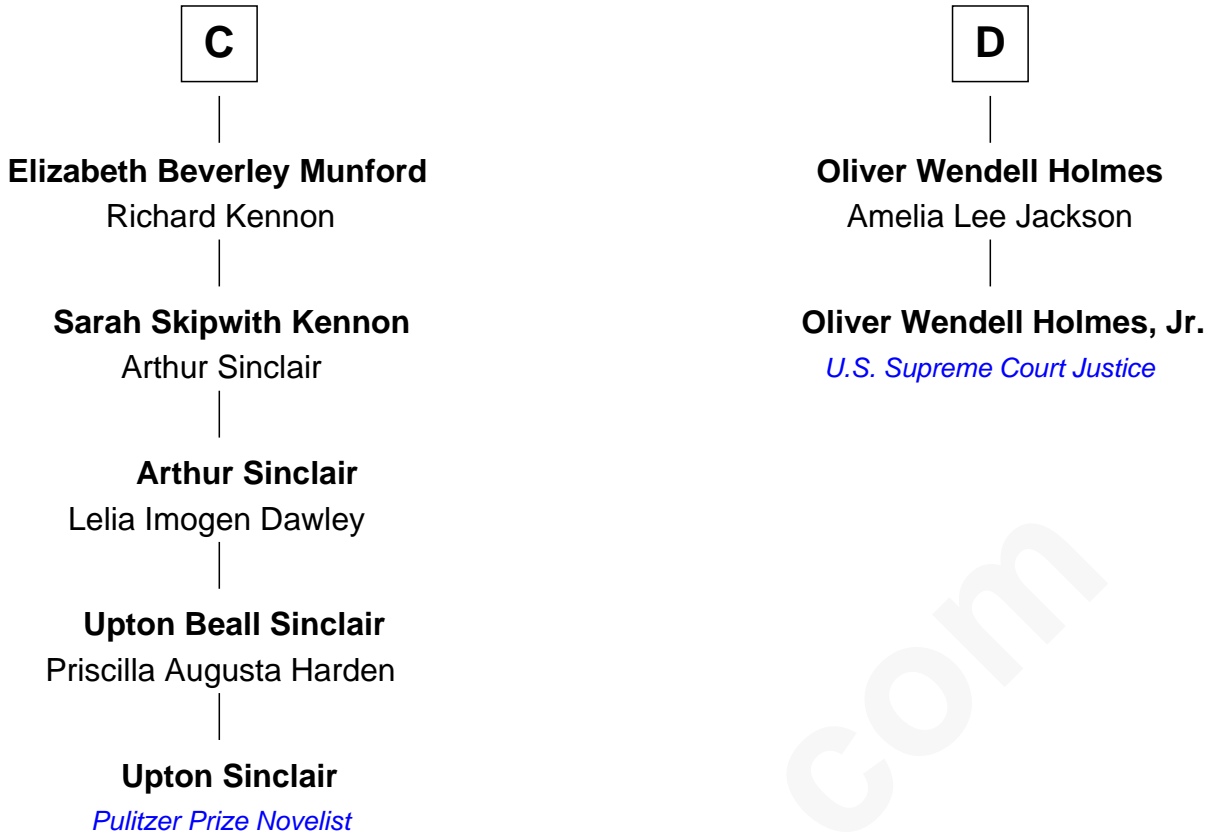 C
Elizabeth Beverley Munford
Richard Kennon
Sarah Skipwith Kennon
Arthur Sinclair
Arthur Sinclair
Lelia Imogen Dawley
Upton Beall Sinclair
Priscilla Augusta Harden
Upton Sinclair
Pulitzer Prize Novelist
D
Oliver Wendell Holmes
Amelia Lee Jackson
Oliver Wendell Holmes, Jr.
U.S. Supreme Court Justice
com